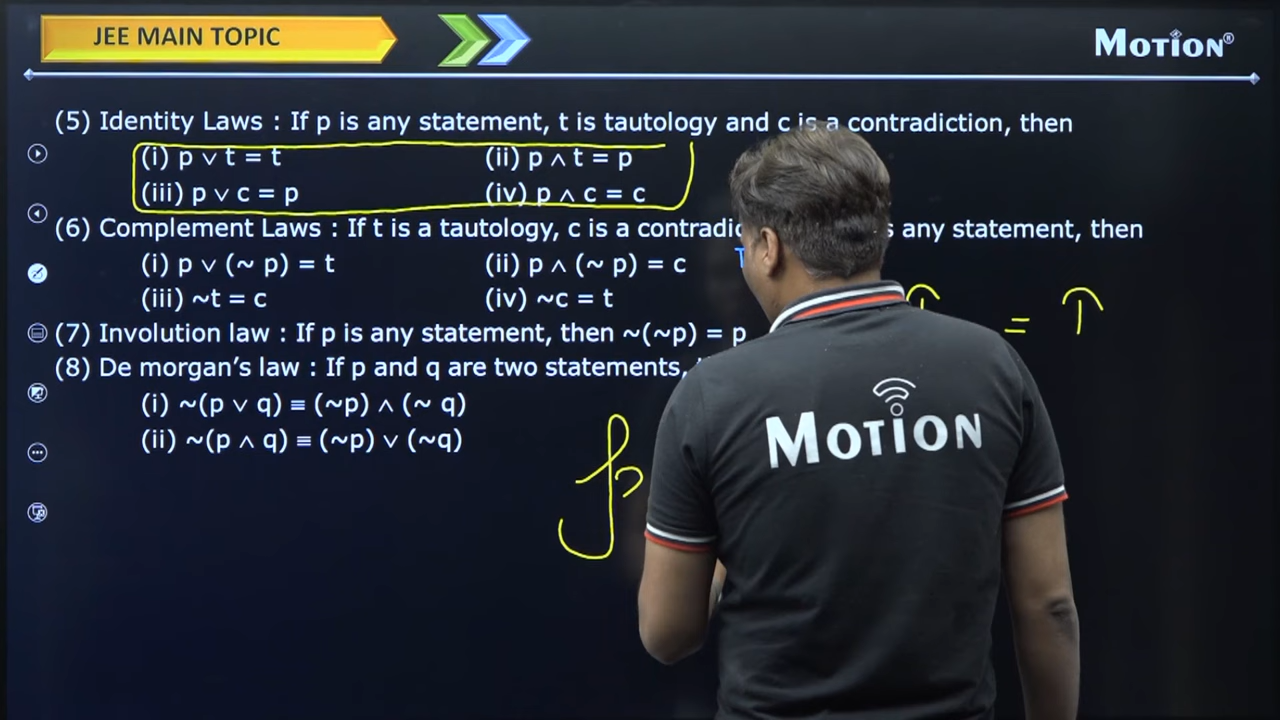 JEE MAIN TOPIC
MOTION®
(5) Identity Laws : If p is any statement, t is tautology and c is a contradiction, then
(i) p ∨ t = t (ii) p ∧ t = p
(iii) p ∨ c = p (iv) p ∧ c = c
(6) Complement Laws : If t is a tautology, c is a any statement, then
(i) p ∨ (~ p) = t (ii) p ∧ (~ p) = c
(iii) ~t = c (iv) ~c = t
= T
(7) Involution law : If p is any statement, then ~(~p) = p
(8) De morgan's law : If p and q are two statements,
(i) ~(p ∨ q) ≡ (~p) ∧ (~ q)
(ii) ~(p ∧ q) ≡ (~p) ∨ (~q)
MOTION